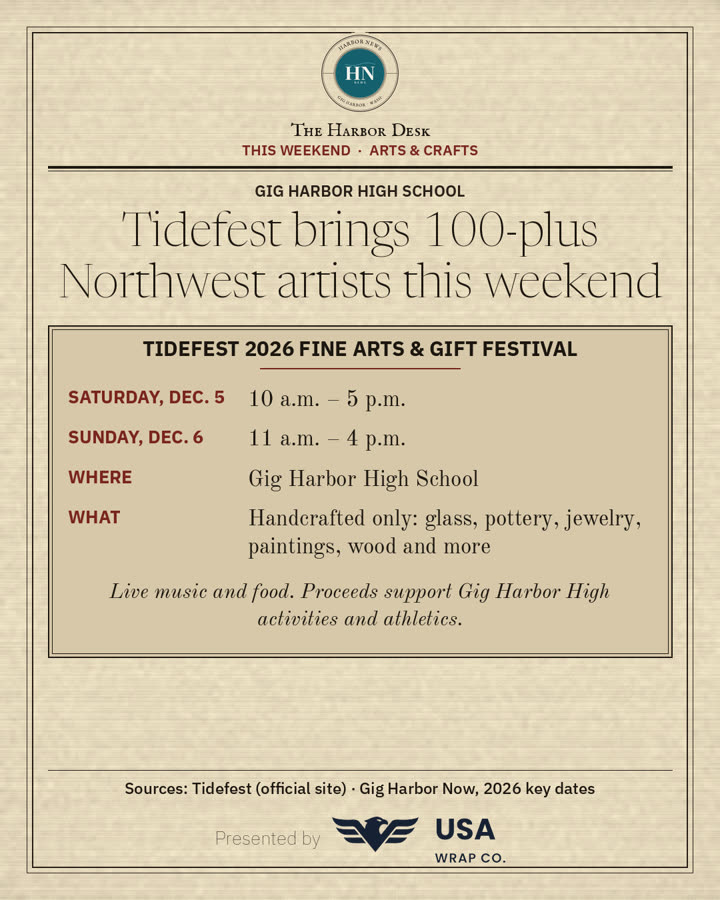 HARBOR NEWS
HN
NEWS
The Harbor Desk
THIS WEEKEND · ARTS & CRAFTS
GIG HARBOR HIGH SCHOOL
Tidefest brings 100-plus
Northwest artists this weekend
TIDEFEST 2026 FINE ARTS & GIFT FESTIVAL
SATURDAY, DEC. 5 10 a.m. – 5 p.m.
SUNDAY, DEC. 6 11 a.m. – 4 p.m.
WHERE Gig Harbor High School
WHAT Handcrafted only: glass, pottery, jewelry,
paintings, wood and more
Live music and food. Proceeds support Gig Harbor High
activities and athletics.
Sources: Tidefest (official site) · Gig Harbor Now, 2026 key dates
Presented by USA
WRAP CO.